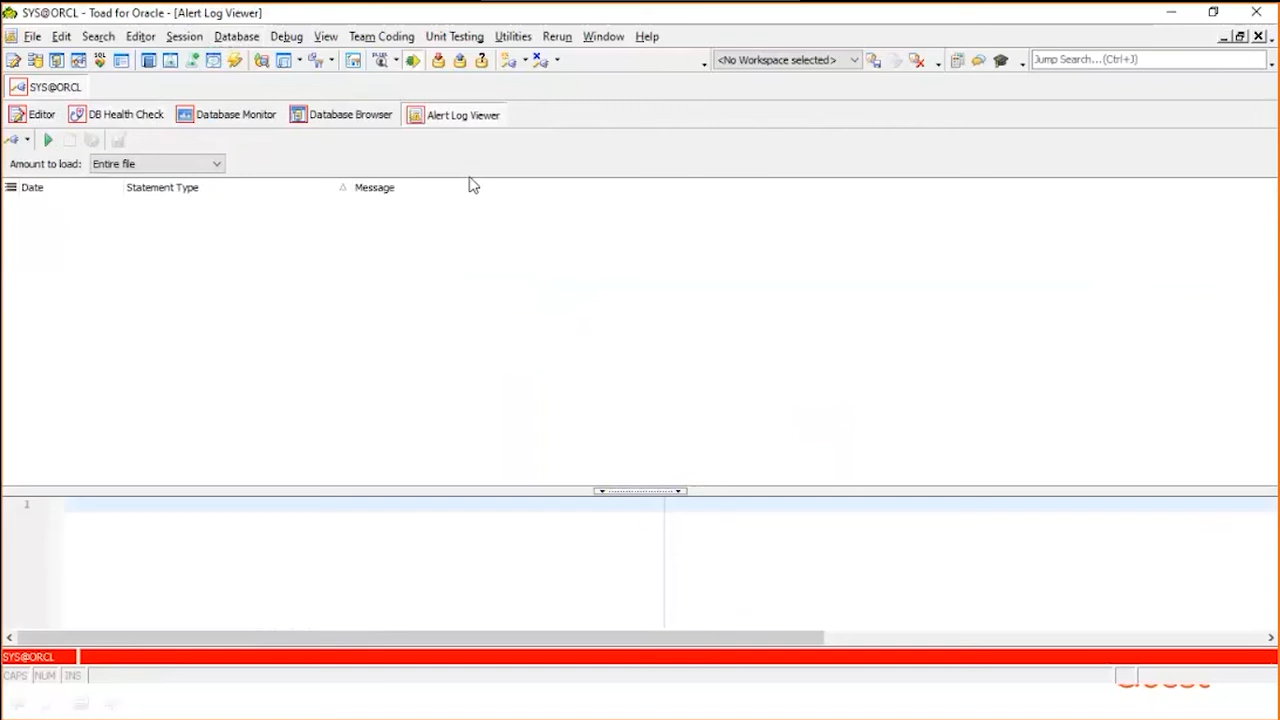 SYS@ORCL - Toad for Oracle - [Alert Log Viewer]
File Edit Search Editor Session Database Debug View Team Coding Unit Testing Utilities Rerun Window Help
<No Workspace selected> Jump Search...(Ctrl+J)
SYS@ORCL
Editor DB Health Check Database Monitor Database Browser Alert Log Viewer
Amount to load: Entire file
Date Statement Type Message
1
SYS@ORCL
CAPS NUM INS